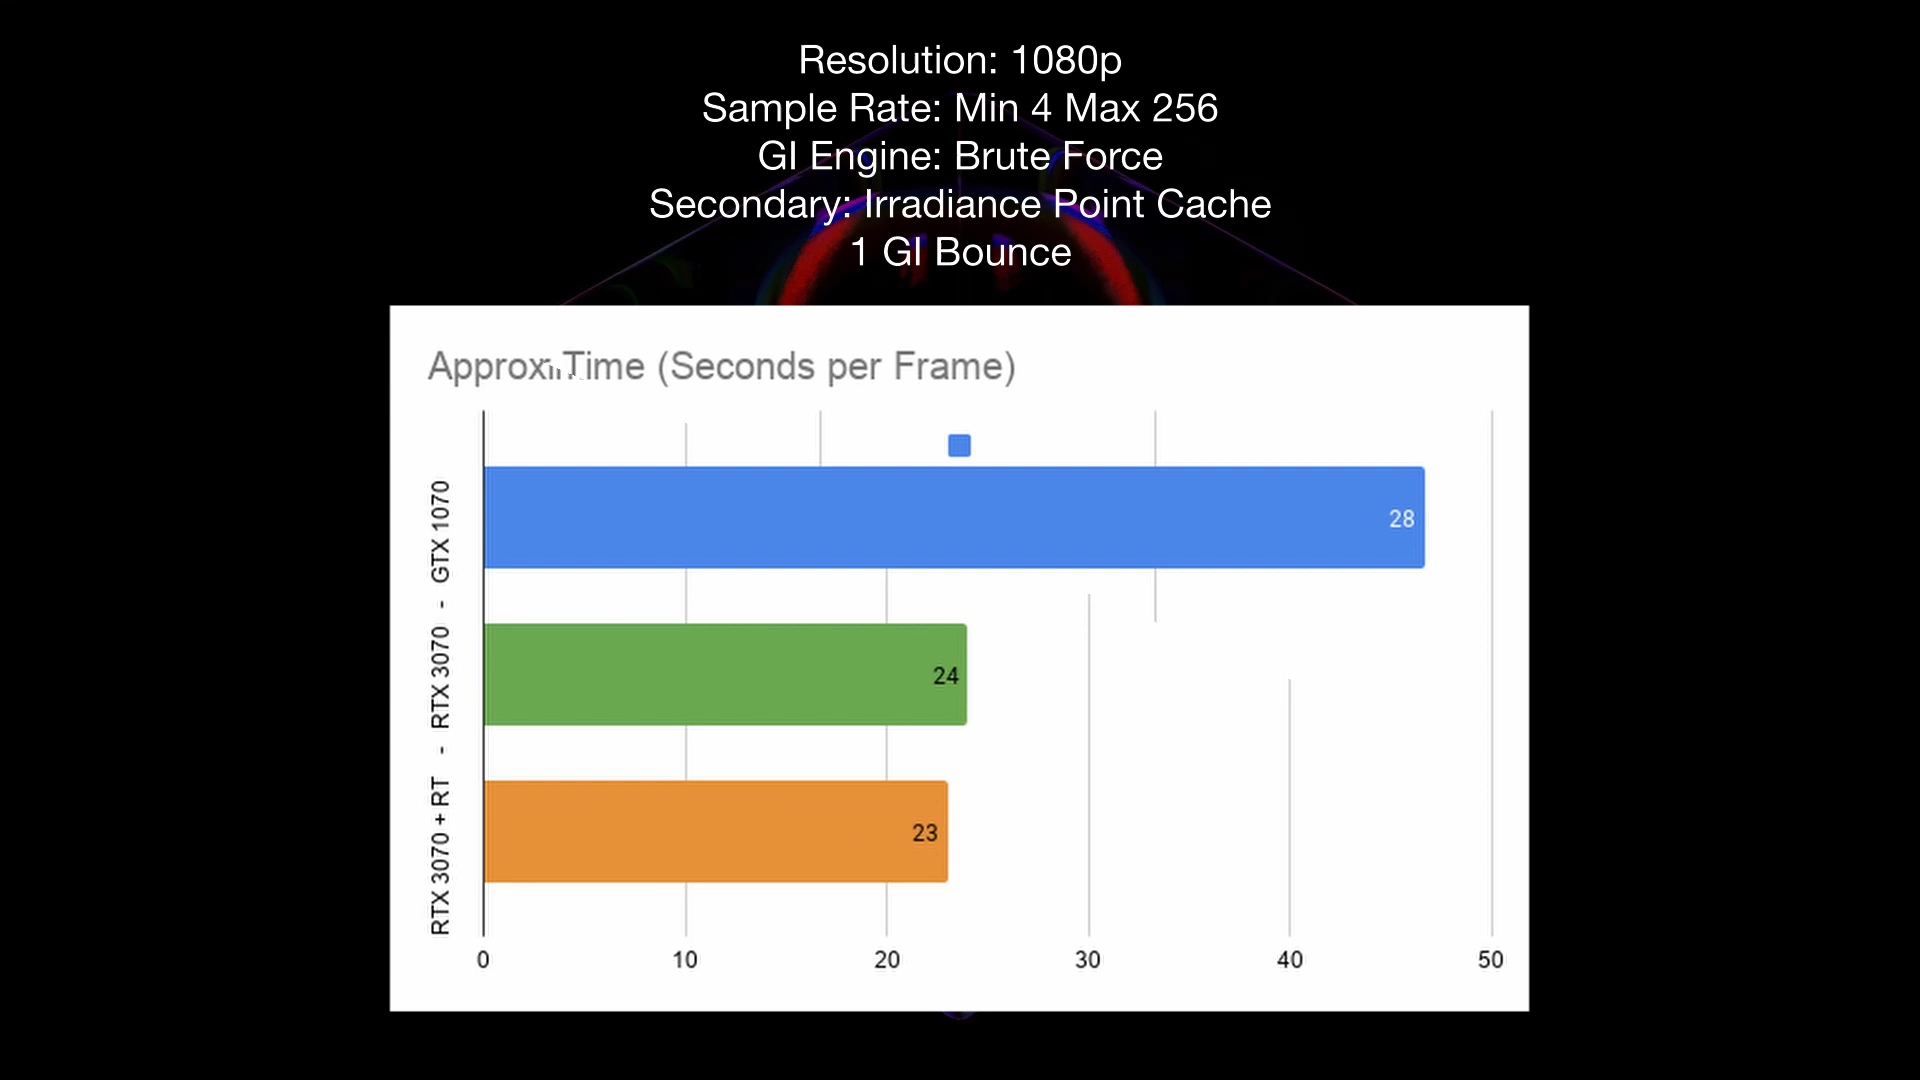 Resolution: 1080p
Sample Rate: Min 4 Max 256
GI Engine: Brute Force
Secondary: Irradiance Point Cache
1 GI Bounce
Approx. Time (Seconds per Frame)
GTX 1070
28
-
RTX 3070
24
-
RTX 3070 + RT
23
0 10 20 30 40 50